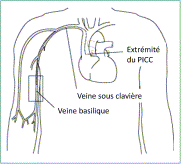 Extrémité
du PICC
Veine sous clavière
Veine basilique